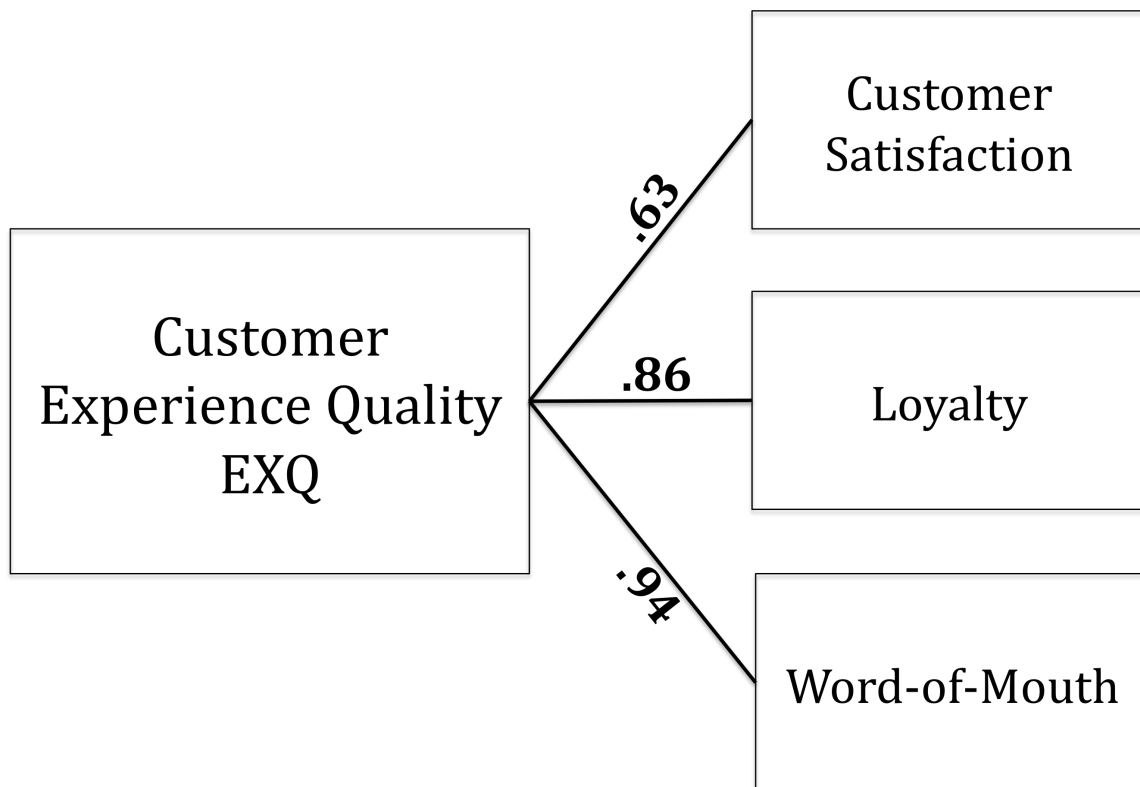 Customer
Experience Quality
EXQ
.63
.86
.94
Customer
Satisfaction
Loyalty
Word-of-Mouth